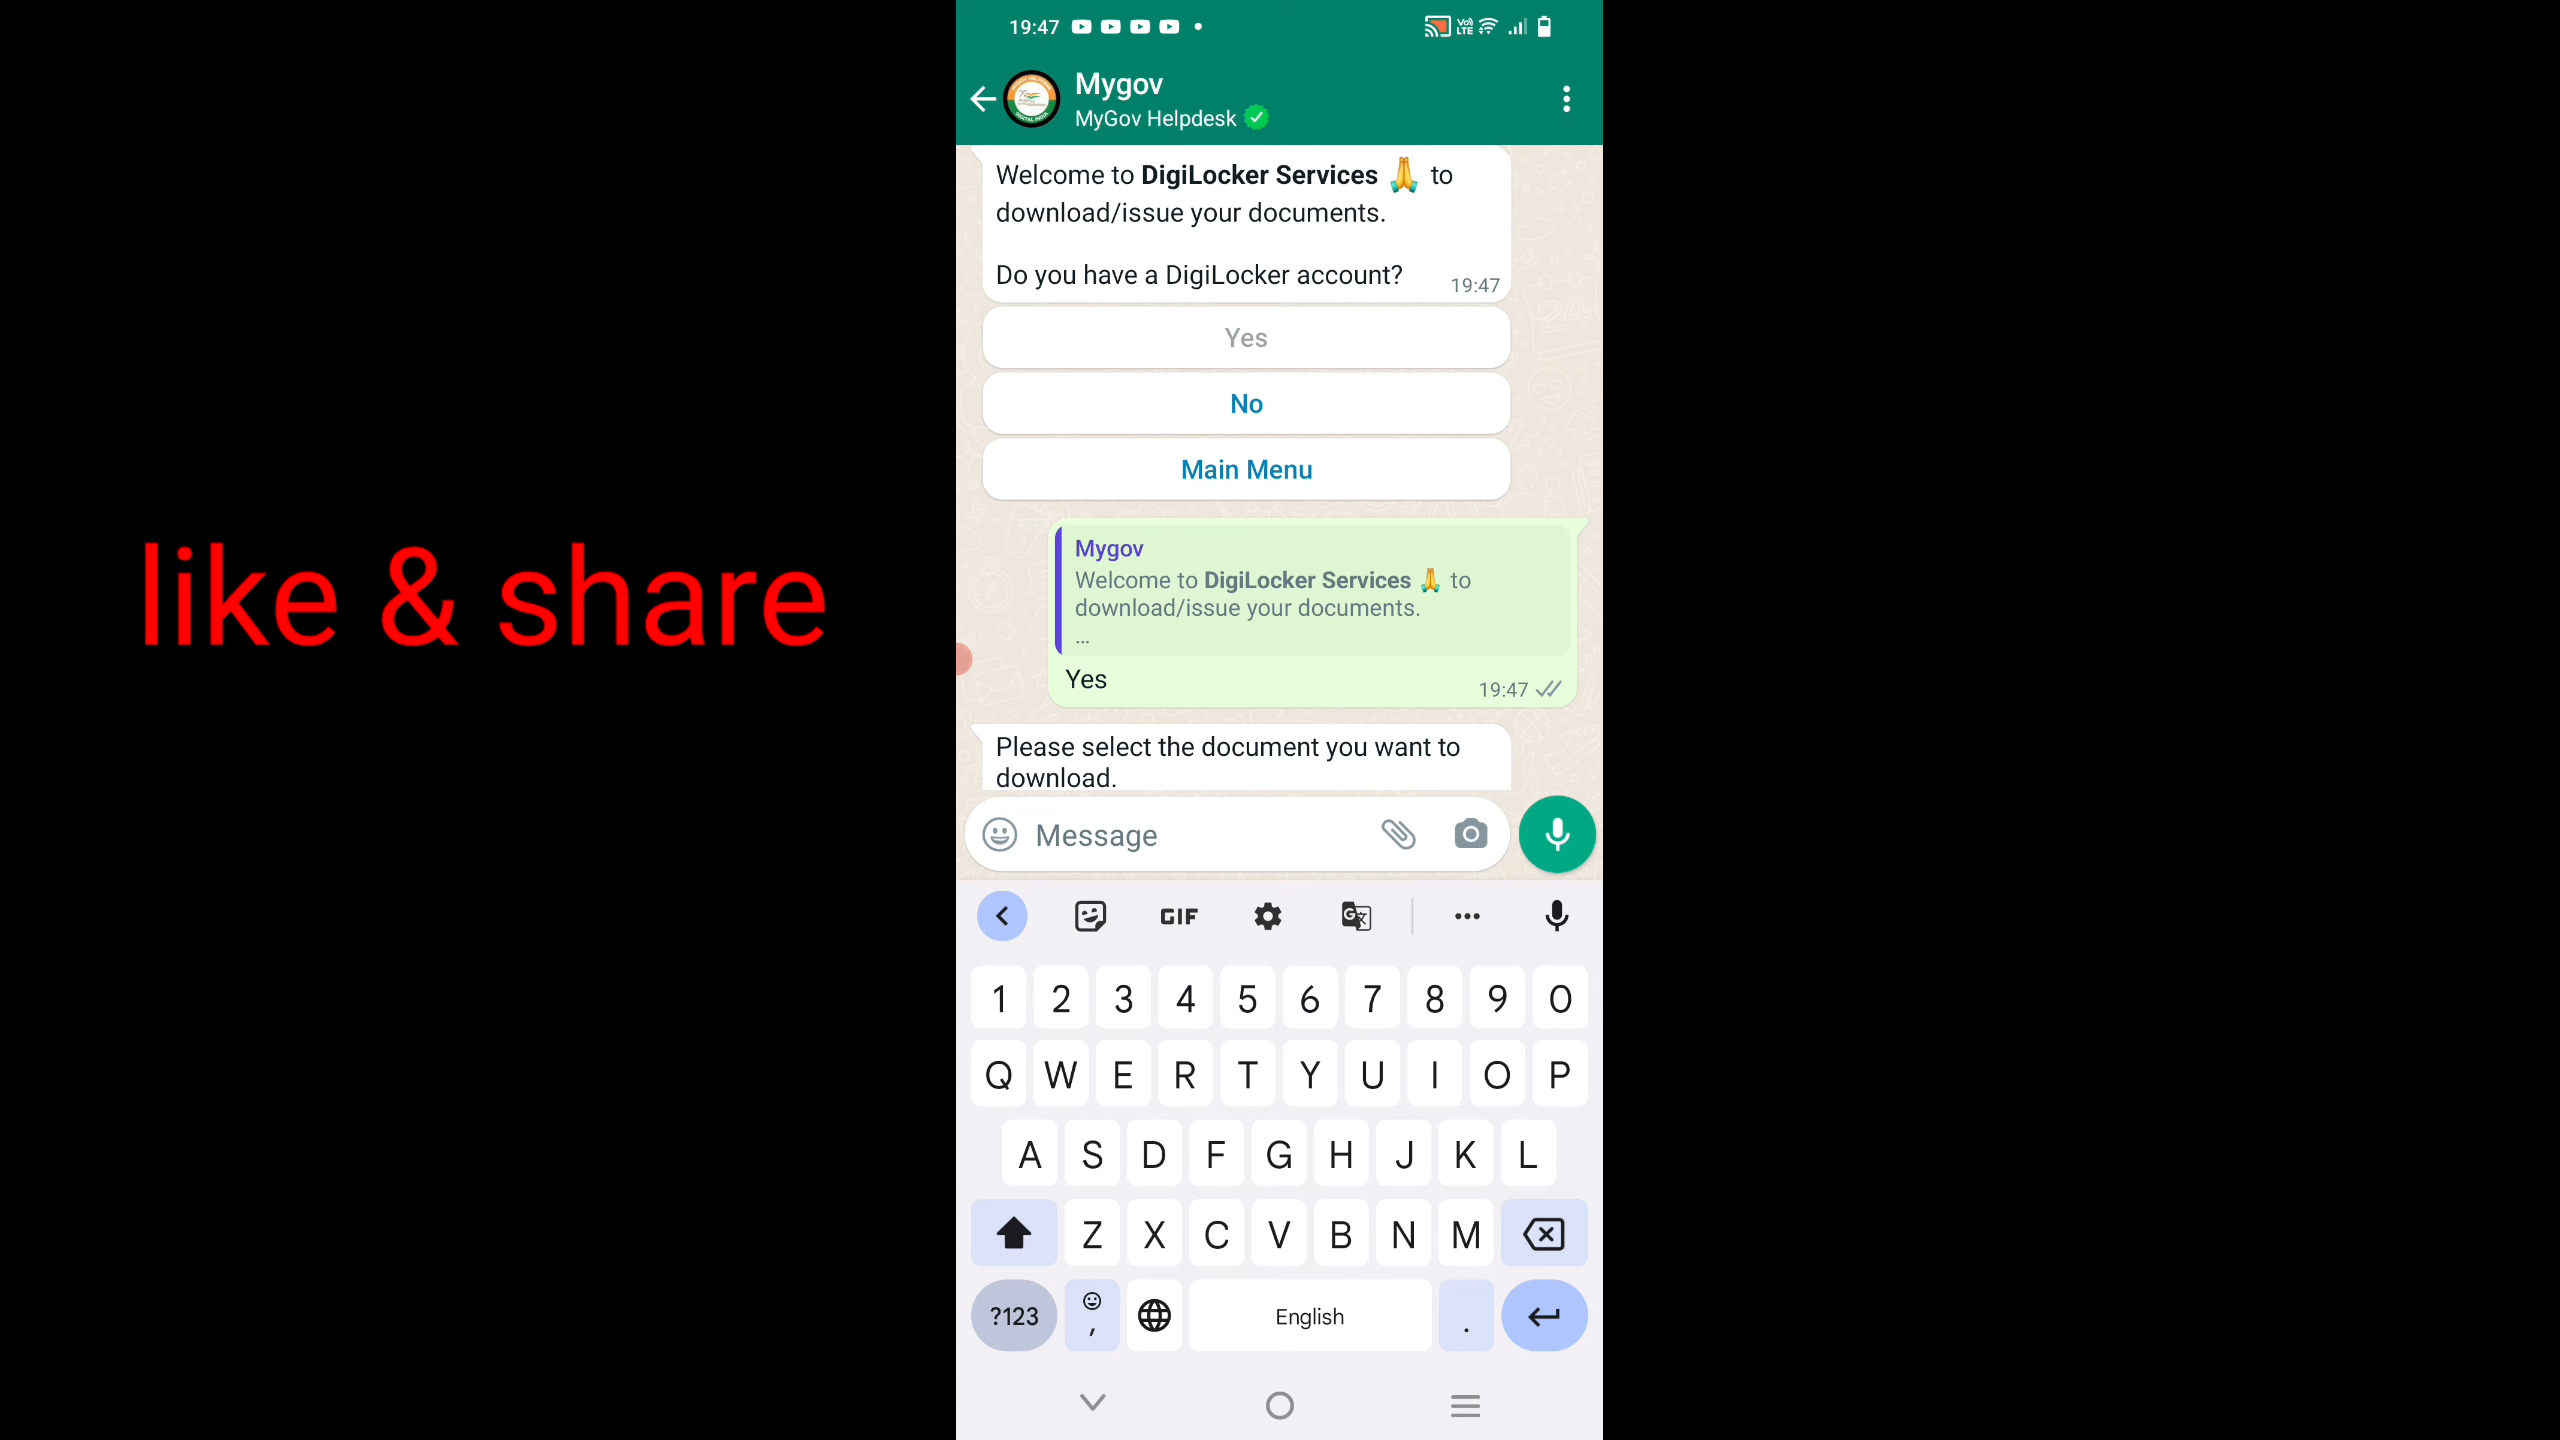 19:47
Vo) LTE
Mygov
MyGov Helpdesk
Welcome to DigiLocker Services 🙏 to
download/issue your documents.
Do you have a DigiLocker account?
19:47
Yes
No
Main Menu
like & share
Mygov
Welcome to DigiLocker Services 🙏 to
download/issue your documents.
...
Yes
19:47
Please select the document you want to
download.
Message
GIF
1 2 3 4 5 6 7 8 9 0
Q W E R T Y U I O P
A S D F G H J K L
Z X C V B N M
?123 , English .